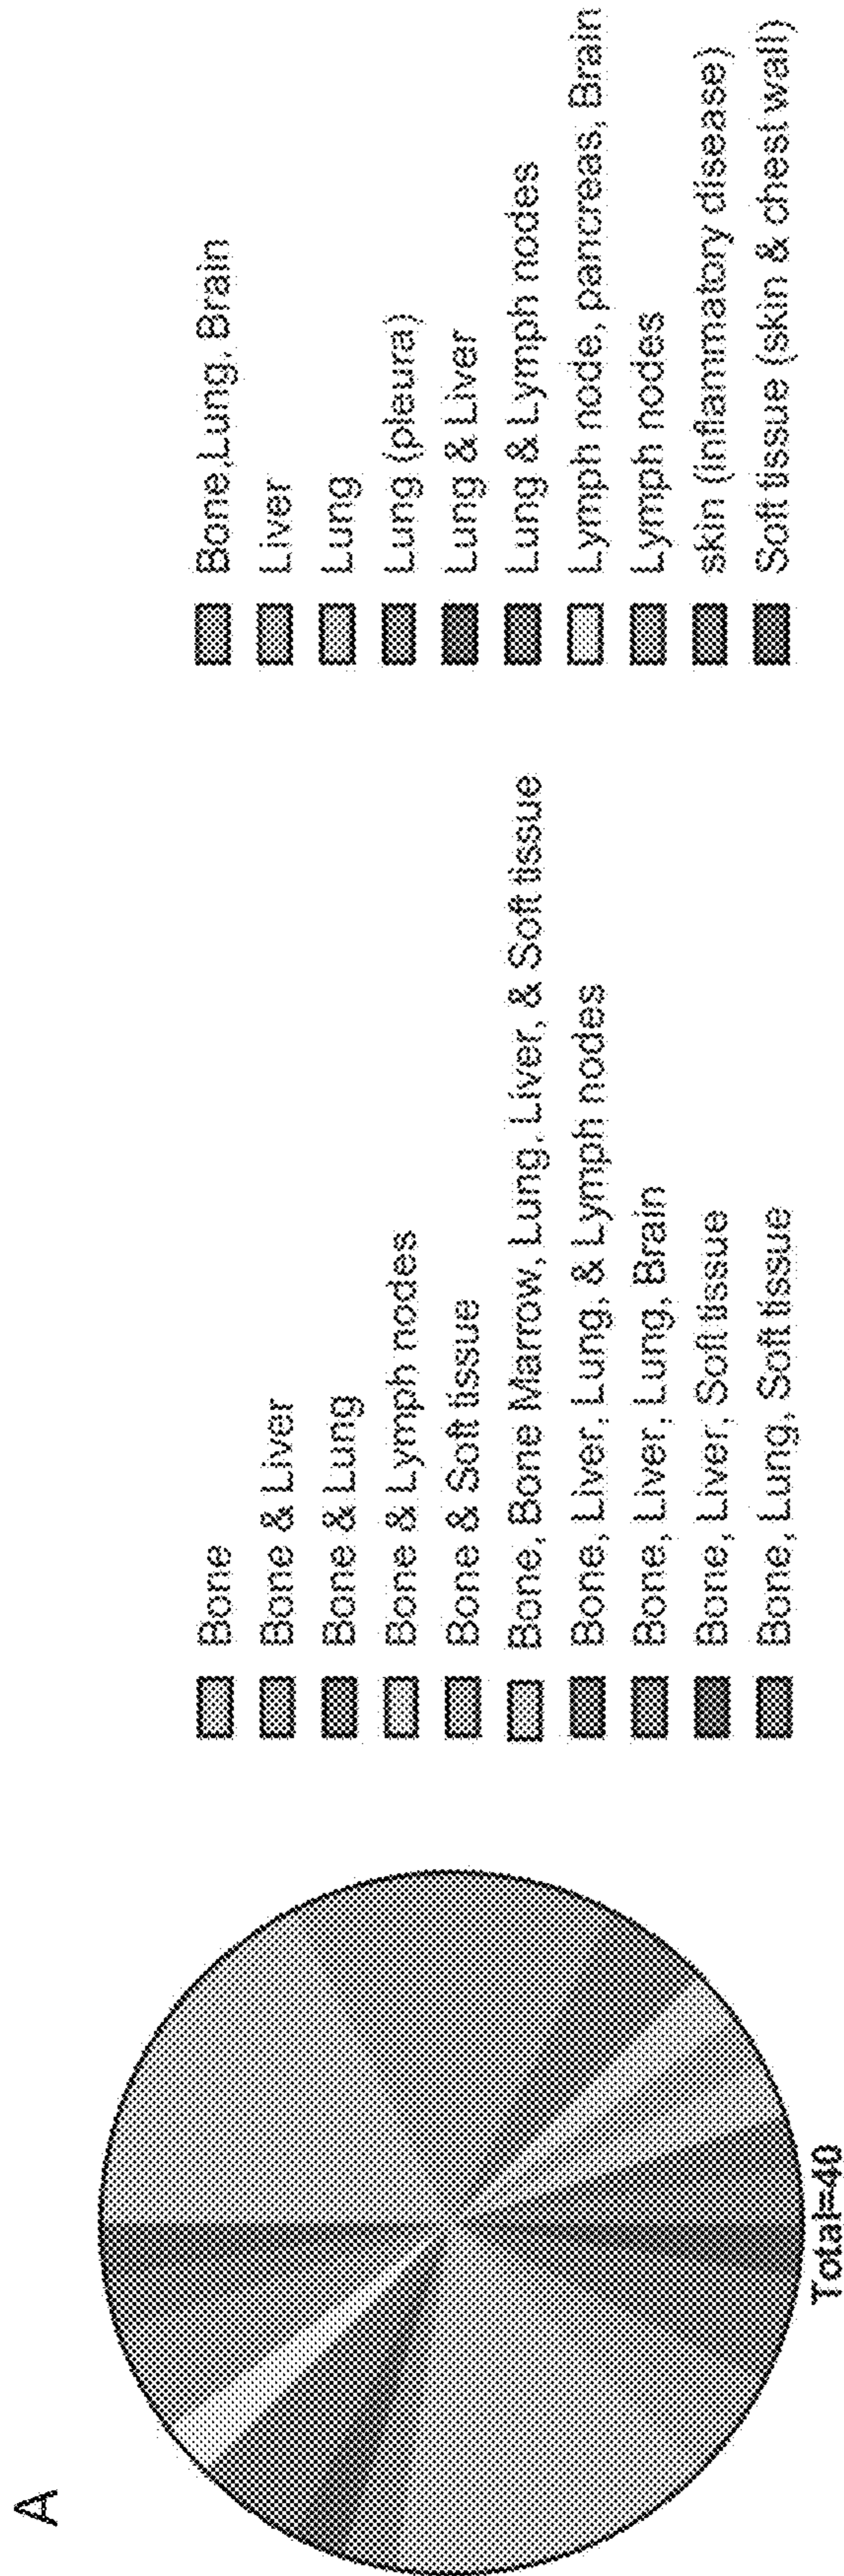 A
Total=40
Bone
Bone & Liver
Bone & Lung
Bone & Lymph nodes
Bone & Soft tissue
Bone, Bone Marrow, Lung, Liver, & Soft tissue
Bone, Liver, Lung, & Lymph nodes
Bone, Liver, Lung, Brain
Bone, Liver, Soft tissue
Bone, Lung, Soft tissue
Bone,Lung, Brain
Liver
Lung
Lung (pleura)
Lung & Liver
Lung & Lymph nodes
Lymph node, pancreas, Brain
Lymph nodes
skin (inflammatory disease)
Soft tissue (skin & chest wall)